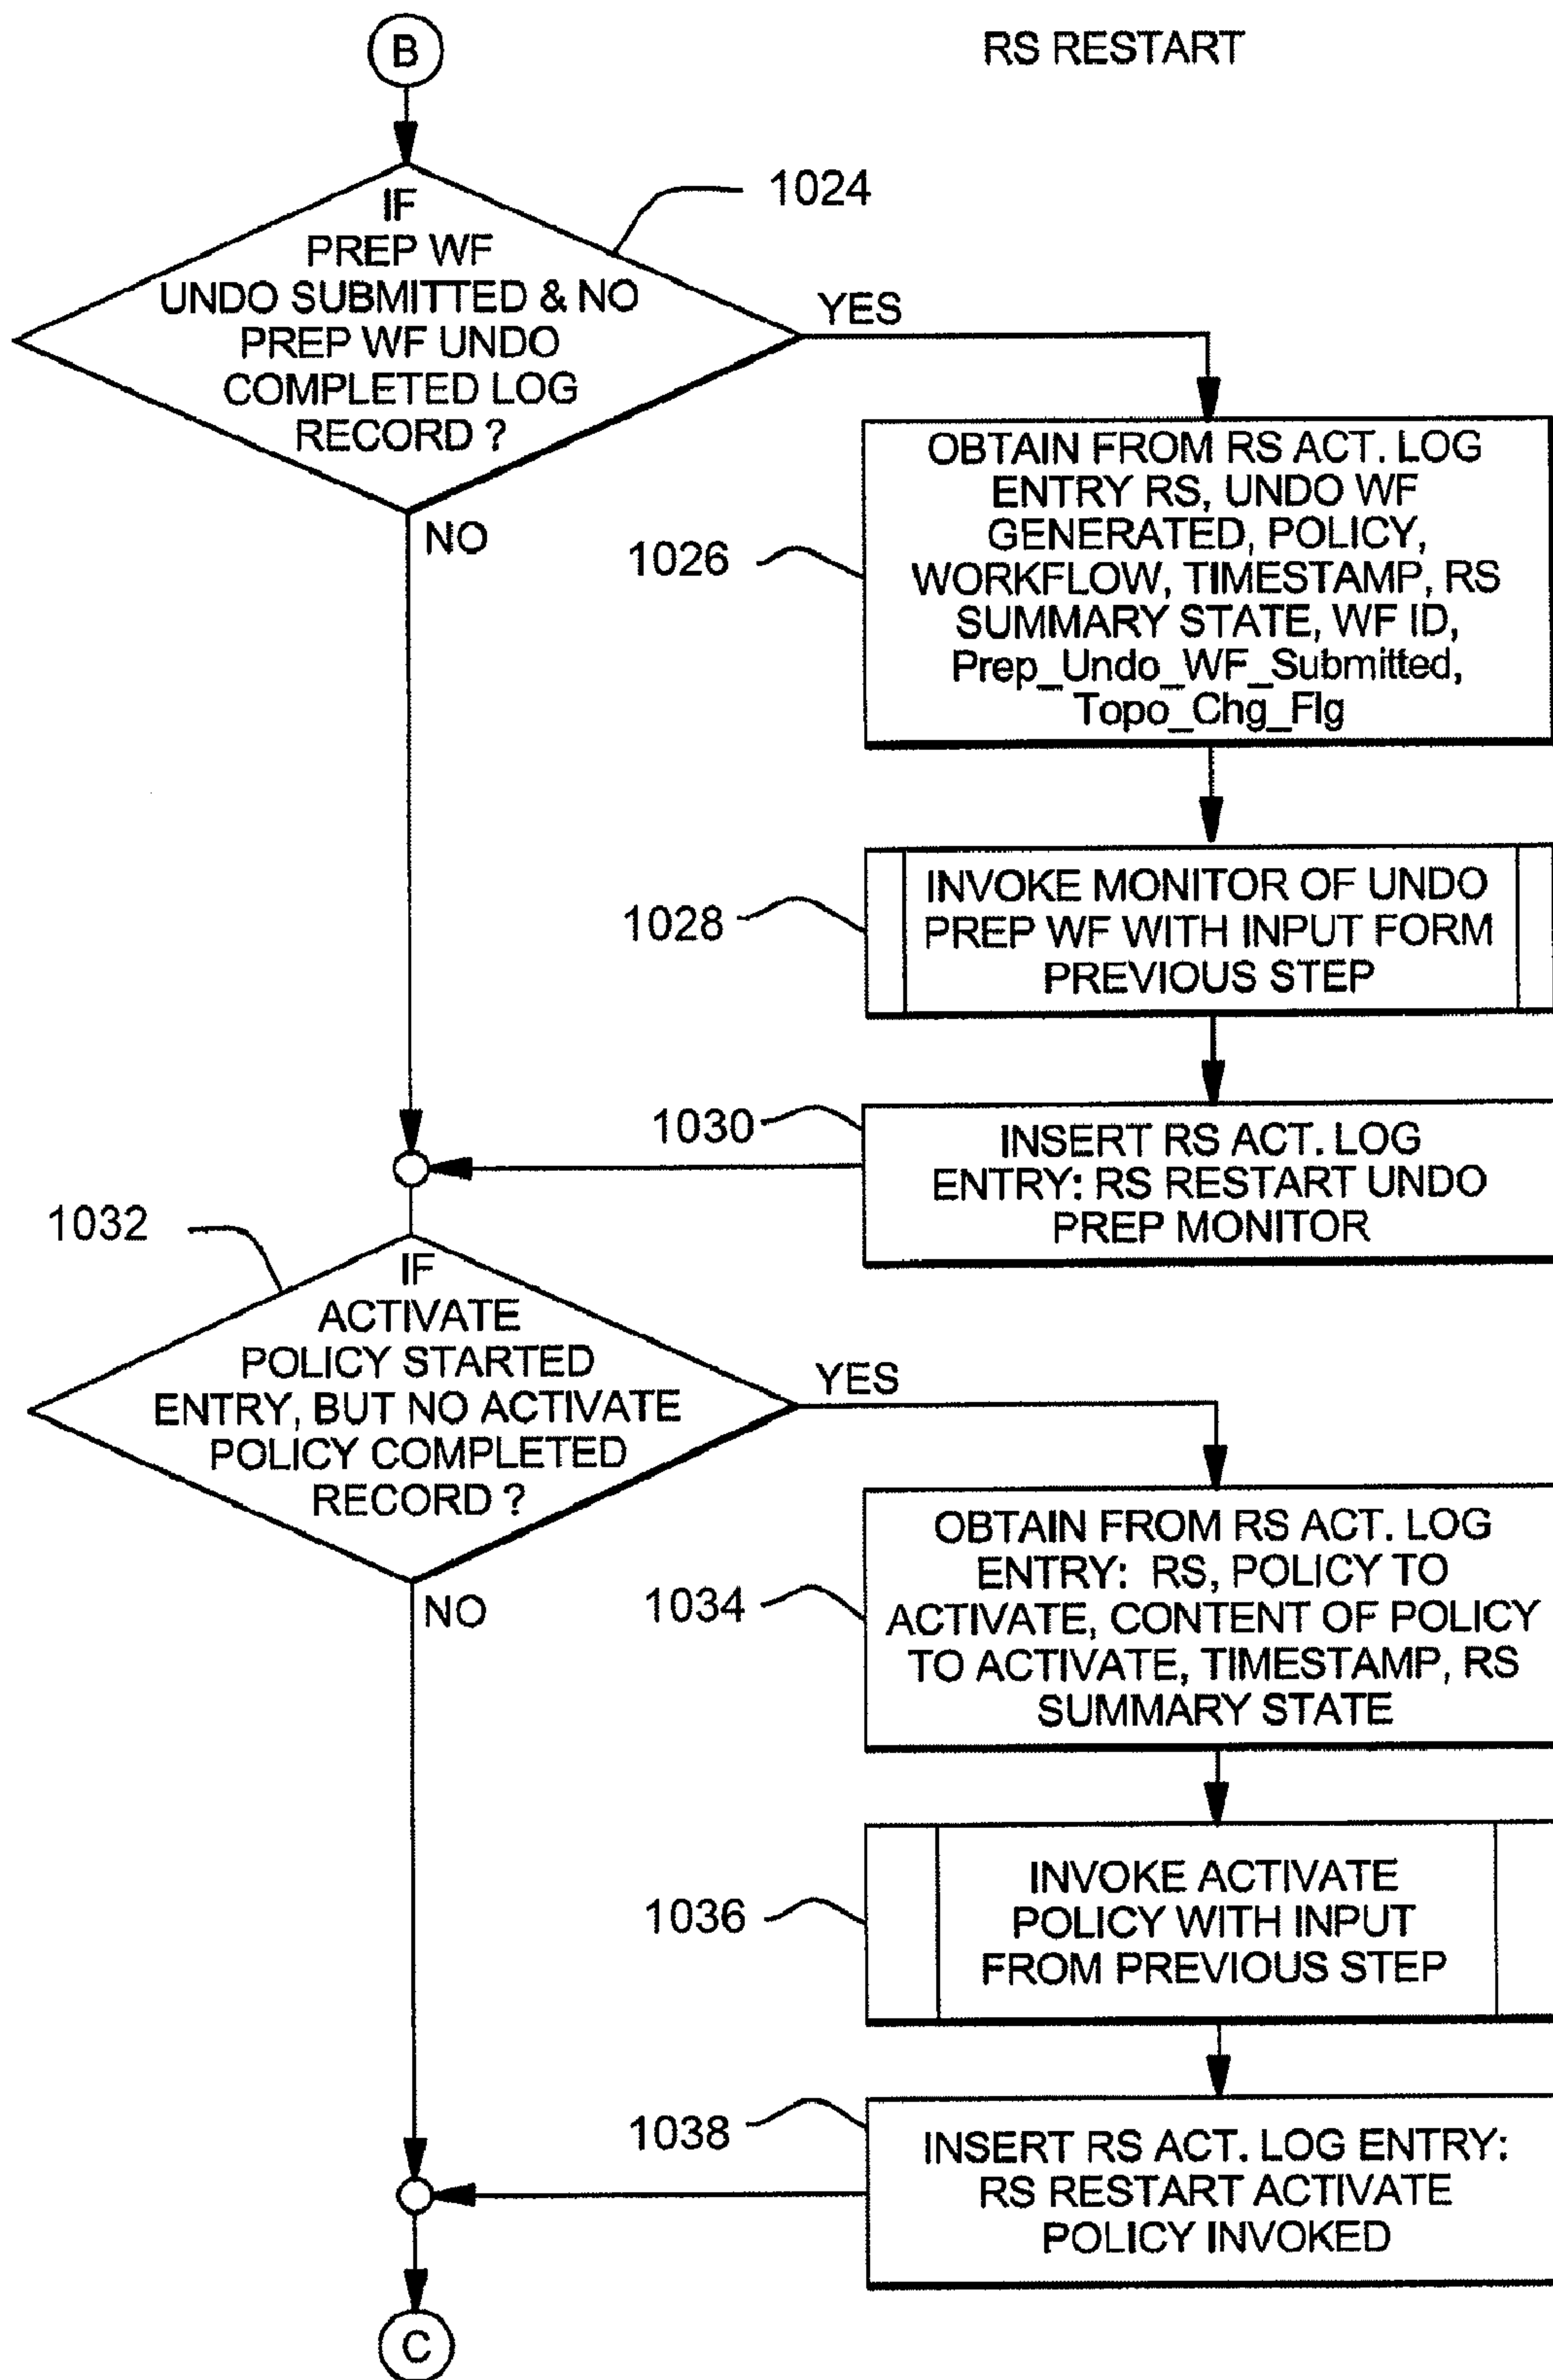 B
RS RESTART
1024
IF
PREP WF
UNDO SUBMITTED & NO
PREP WF UNDO
COMPLETED LOG
RECORD ?
YES
NO
1026
OBTAIN FROM RS ACT. LOG
ENTRY RS, UNDO WF
GENERATED, POLICY,
WORKFLOW, TIMESTAMP, RS
SUMMARY STATE, WF ID,
Prep_Undo_WF_Submitted,
Topo_Chg_Flg
1028
INVOKE MONITOR OF UNDO
PREP WF WITH INPUT FORM
PREVIOUS STEP
1030
INSERT RS ACT. LOG
ENTRY: RS RESTART UNDO
PREP MONITOR
1032
IF
ACTIVATE
POLICY STARTED
ENTRY, BUT NO ACTIVATE
POLICY COMPLETED
RECORD ?
YES
NO
1034
OBTAIN FROM RS ACT. LOG
ENTRY: RS, POLICY TO
ACTIVATE, CONTENT OF POLICY
TO ACTIVATE, TIMESTAMP, RS
SUMMARY STATE
1036
INVOKE ACTIVATE
POLICY WITH INPUT
FROM PREVIOUS STEP
1038
INSERT RS ACT. LOG ENTRY:
RS RESTART ACTIVATE
POLICY INVOKED
C